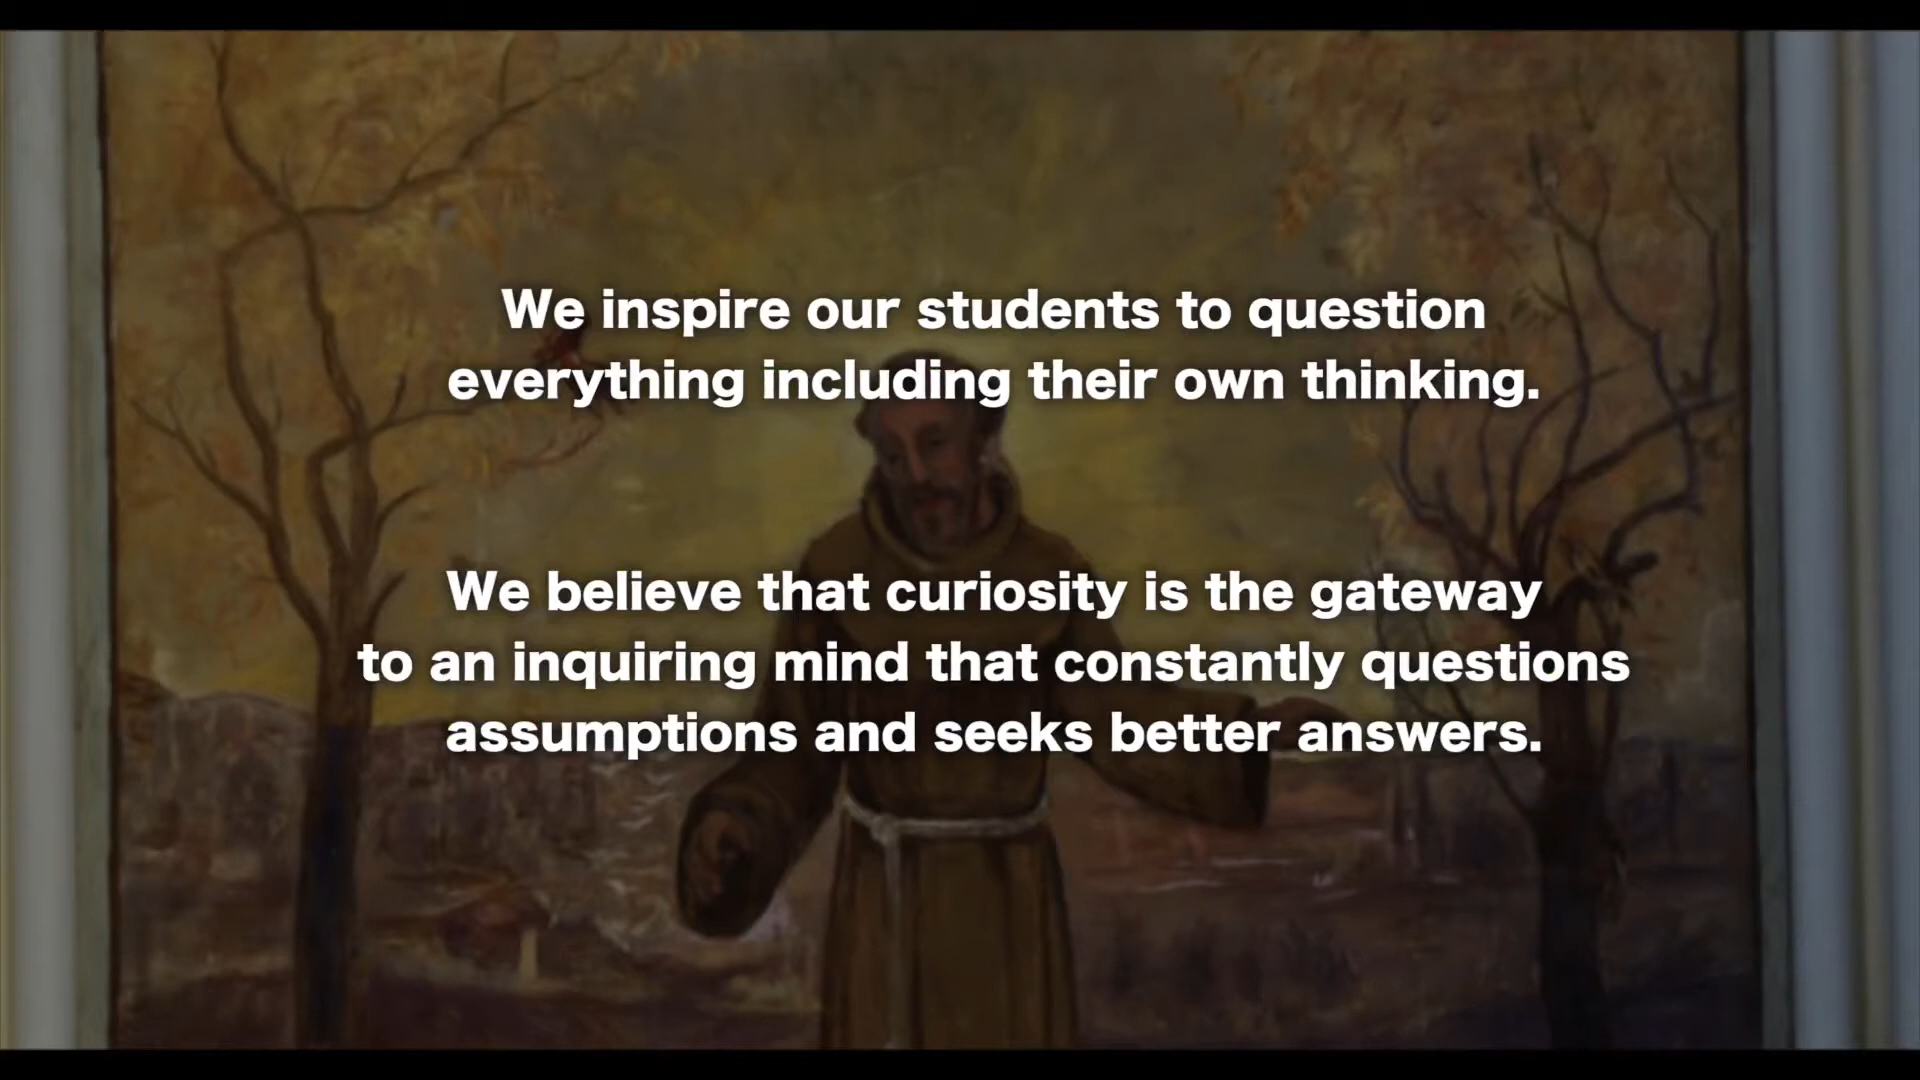 We inspire our students to question
everything including their own thinking.
We believe that curiosity is the gateway
to an inquiring mind that constantly questions
assumptions and seeks better answers.